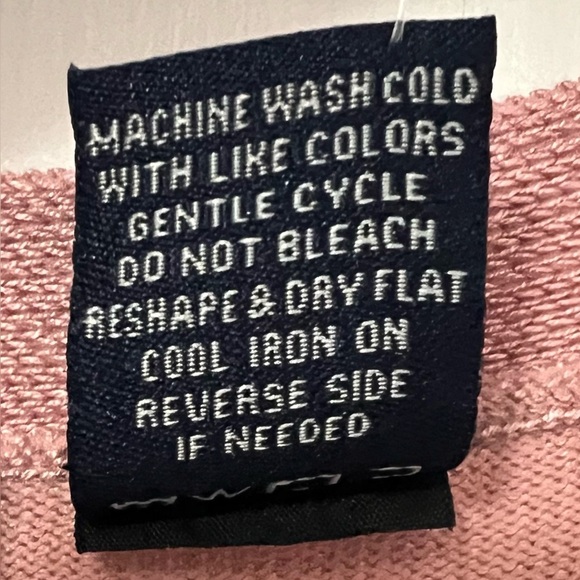 MACHINE WASH COLD
WITH LIKE COLORS
GENTLE CYCLE
DO NOT BLEACH
RESHAPE & DRY FLAT
COOL IRON ON
REVERSE SIDE
IF NEEDED